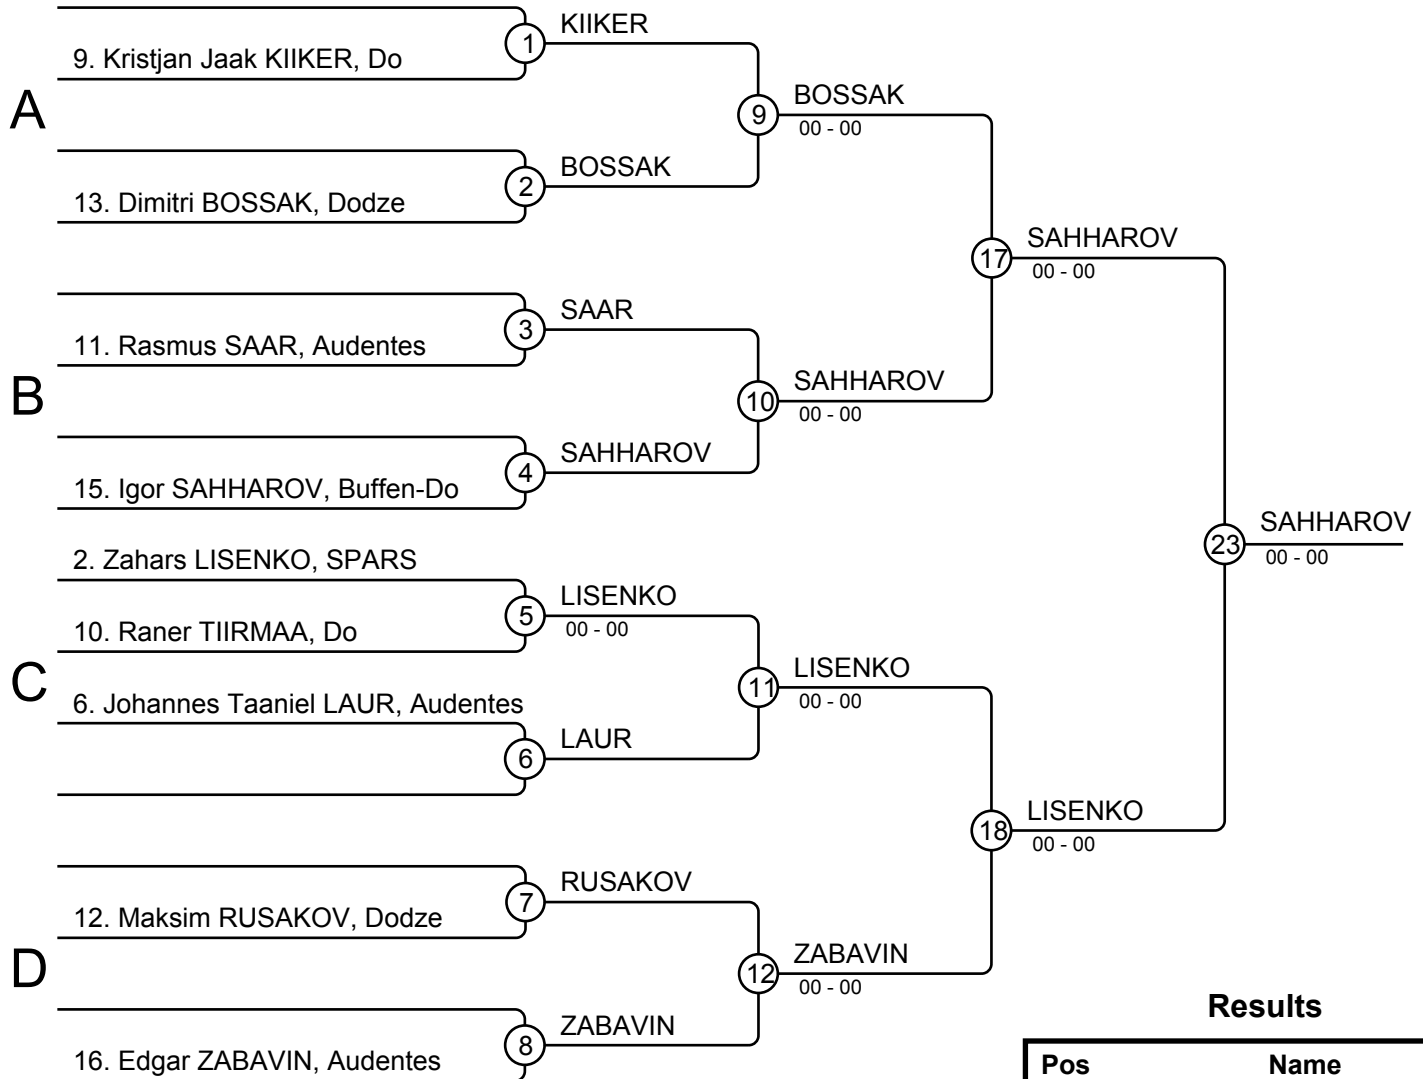 KIIKER
1
9. Kristjan Jaak KIIKER, Do
A
BOSSAK
9
00 - 00
BOSSAK
2
13. Dimitri BOSSAK, Dodze
SAHHAROV
17
00 - 00
SAAR
3
11. Rasmus SAAR, Audentes
B
SAHHAROV
10
00 - 00
SAHHAROV
4
15. Igor SAHHAROV, Buffen-Do
SAHHAROV
23
00 - 00
2. Zahars LISENKO, SPARS
LISENKO
5
00 - 00
10. Raner TIIRMAA, Do
C
LISENKO
11
00 - 00
6. Johannes Taaniel LAUR, Audentes
LAUR
6
LISENKO
18
00 - 00
RUSAKOV
7
12. Maksim RUSAKOV, Dodze
D
ZABAVIN
12
00 - 00
ZABAVIN
8
16. Edgar ZABAVIN, Audentes
Results
Pos Name